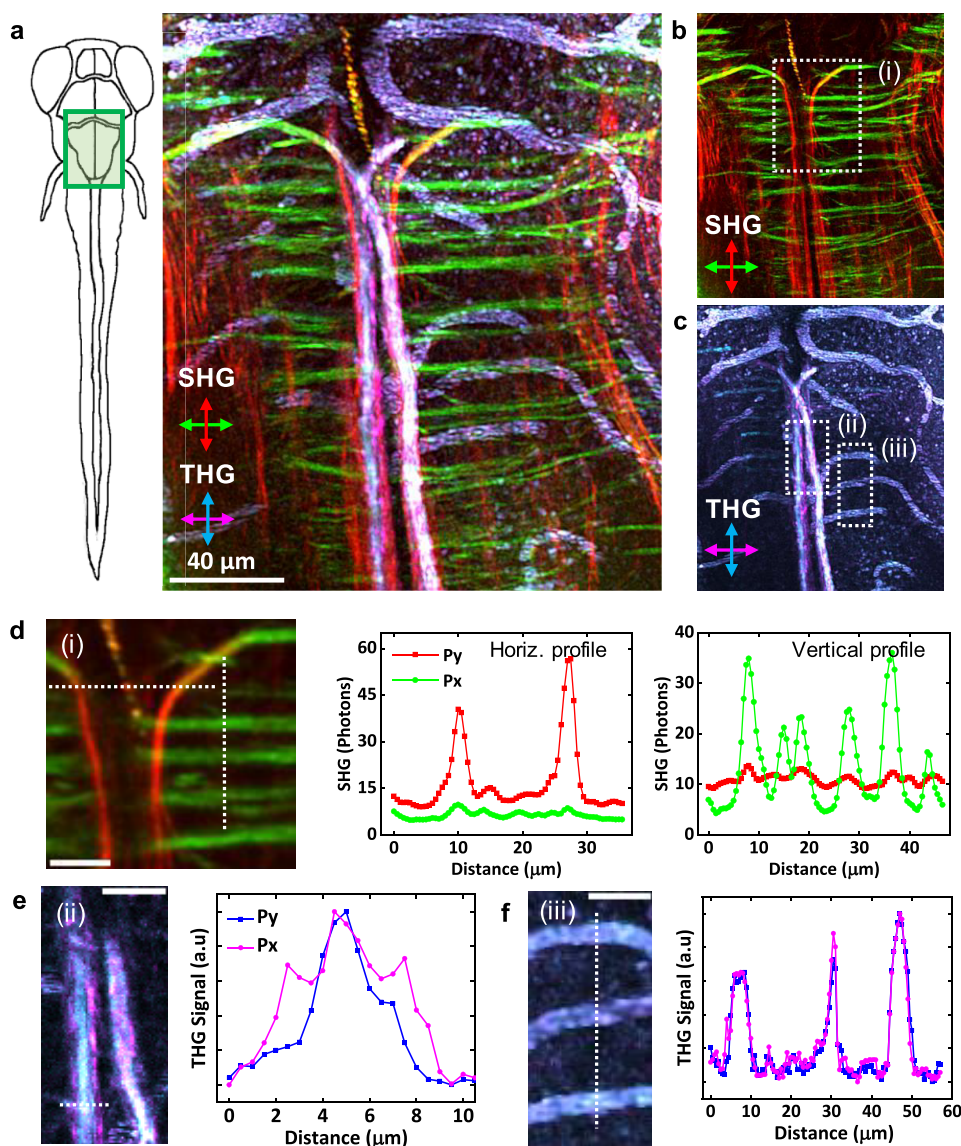 a
SHG
THG
40 µm
b
(i)
SHG
c
(ii)
(iii)
THG
d
(i)
SHG (Photons)
60
45
30
15
0
Py
Px
Horiz. profile
0 10 20 30
Distance (µm)
SHG (Photons)
40
30
20
10
0
Vertical profile
0 10 20 30 40
Distance (µm)
e
(ii)
THG Signal (a.u)
Py
Px
0 2 4 6 8 10
Distance (µm)
f
(iii)
THG Signal (a.u)
0 10 20 30 40 50 60
Distance (µm)